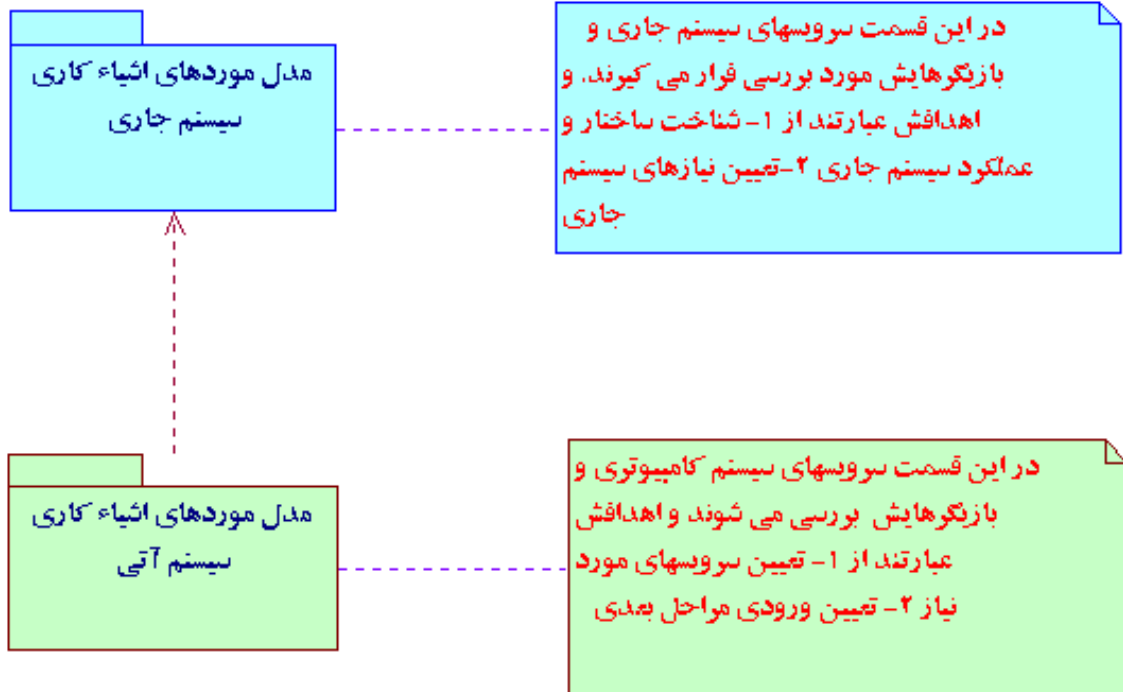 مدل موردهای اشیاء کاری
سیستم جاری
در این قسمت سرویسهای سیستم جاری و
بازیگرهایش مورد بررسی قرار می گیرند. و
اهدافش عبارتند از ۱- شناخت ساختار و
عملکرد سیستم جاری ۲-تعیین نیازهای سیستم
جاری
مدل موردهای اشیاء کاری
سیستم آتی
در این قسمت سرویسهای سیستم کامپیوتری و
بازیگرهایش بررسی می شوند و اهدافش
عبارتند از ۱- تعیین سرویسهای مورد
نیاز ۲- تعیین ورودی مراحل بعدی